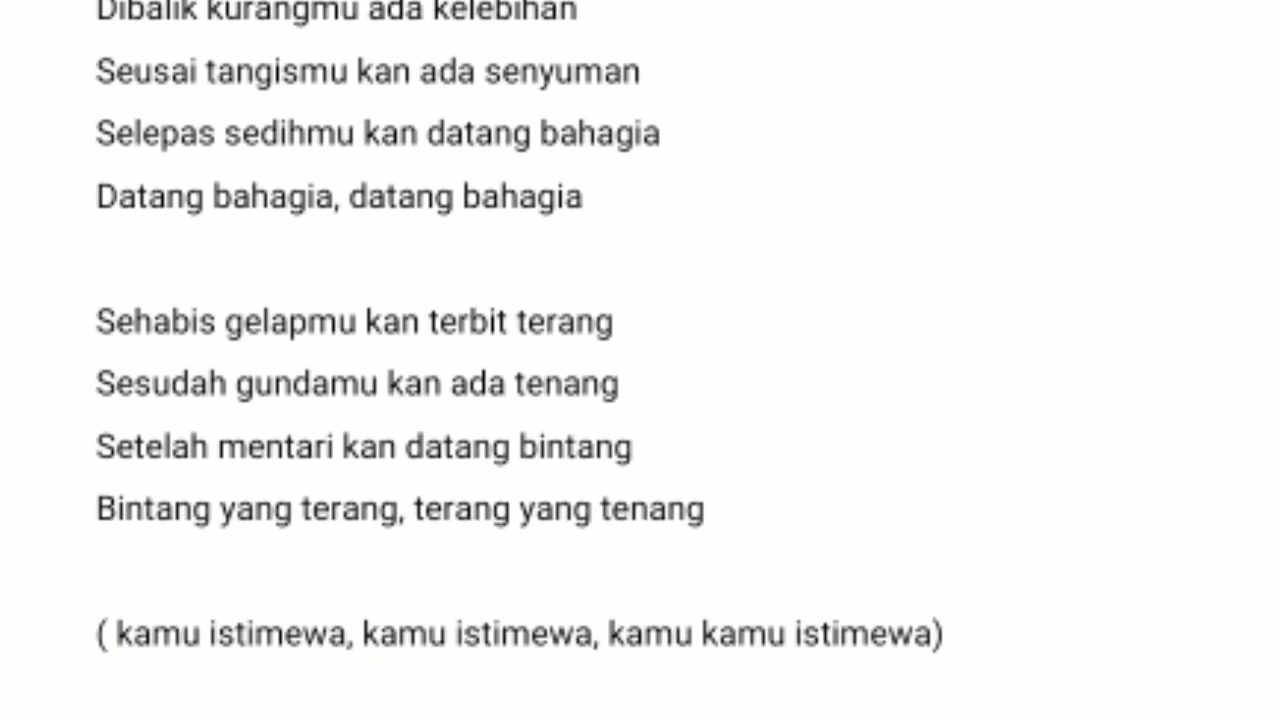 Dibalik kurangmu ada kelebihan
Seusai tangismu kan ada senyuman
Selepas sedihmu kan datang bahagia
Datang bahagia, datang bahagia
Sehabis gelapmu kan terbit terang
Sesudah gundamu kan ada tenang
Setelah mentari kan datang bintang
Bintang yang terang, terang yang tenang
( kamu istimewa, kamu istimewa, kamu kamu istimewa)